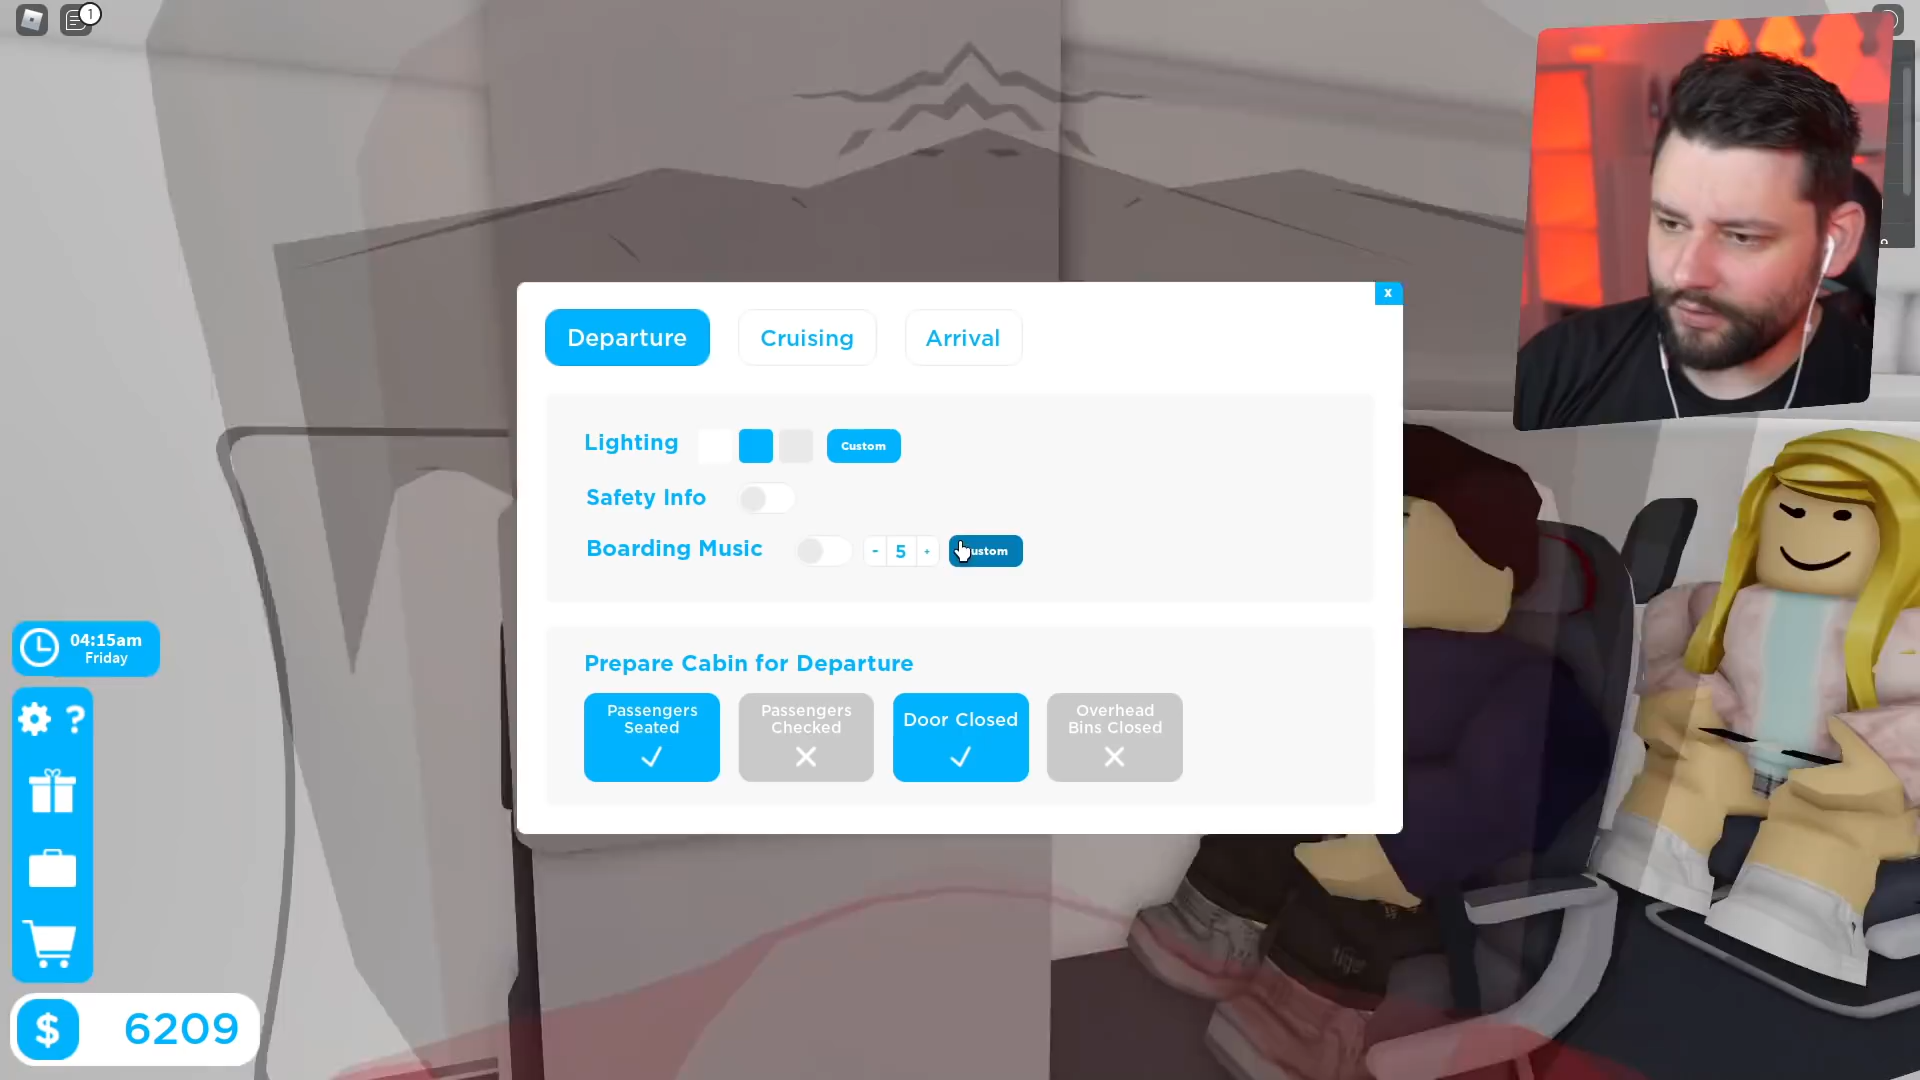 1
x
Departure
Cruising
Arrival
Lighting
Custom
Safety Info
Boarding Music
- 5 +
Prepare Cabin for Departure
Passengers
Seated
Passengers
Checked
Door Closed
Overhead
Bins Closed
04:15am
Friday
?
$ 6209